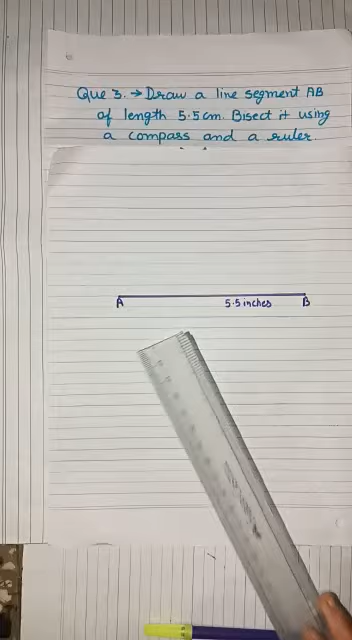 Que 3. → Draw a line segment AB
of length 5.5 cm. Bisect it using
a compass and a ruler.
A 5.5 inches B